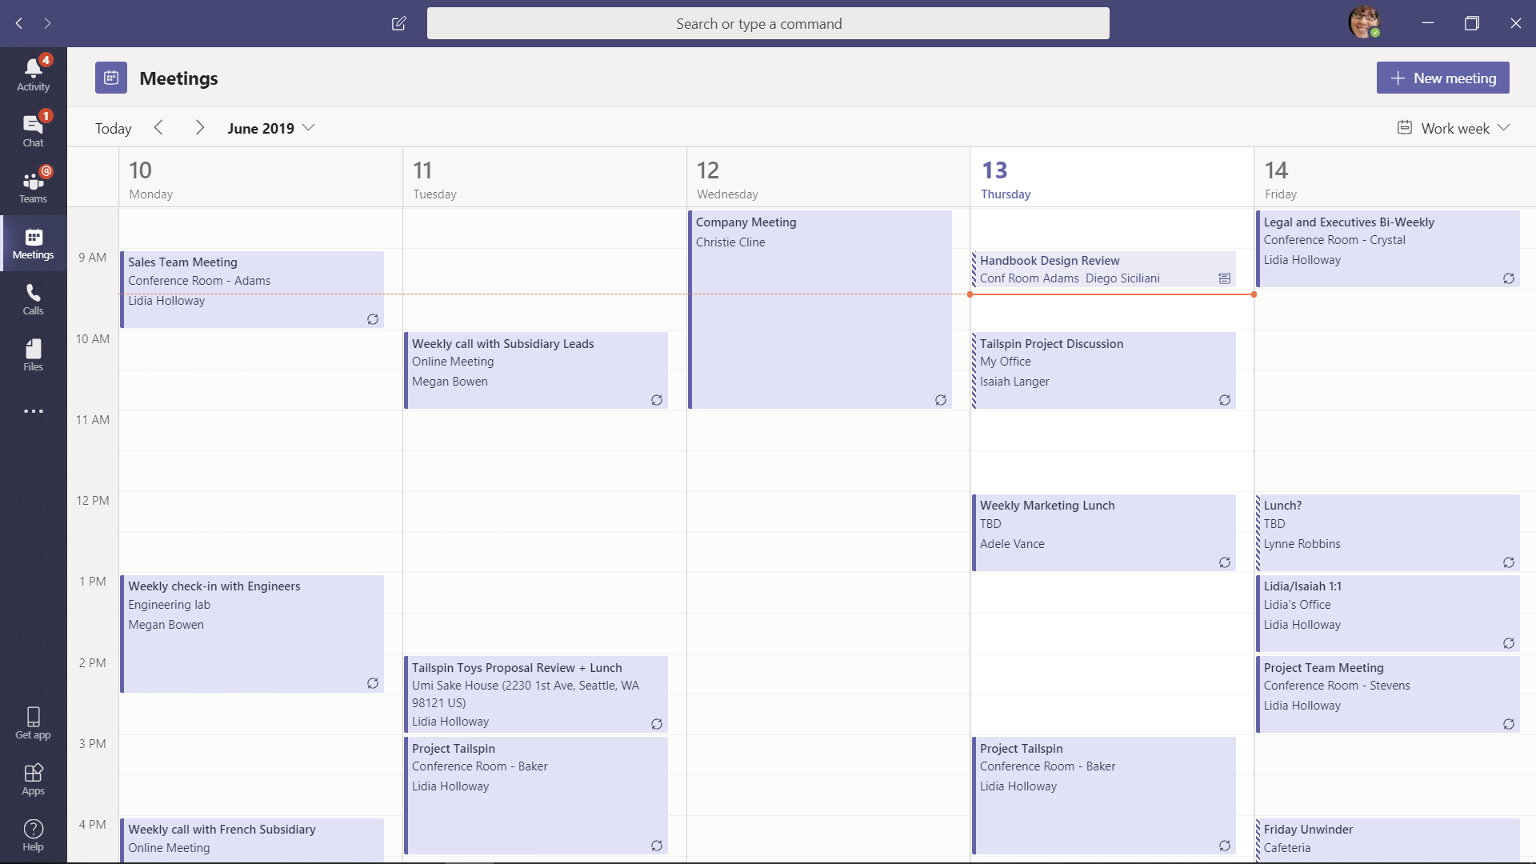 Search or type a command
4
Activity
1
Chat
@
Teams
Meetings
Calls
Files
Get app
Apps
Help
Meetings
New meeting
Today
June 2019
Work week
10
Monday
11
Tuesday
12
Wednesday
13
Thursday
14
Friday
9 AM
10 AM
11 AM
12 PM
1 PM
2 PM
3 PM
4 PM
Sales Team Meeting
Conference Room - Adams
Lidia Holloway
Weekly check-in with Engineers
Engineering lab
Megan Bowen
Weekly call with French Subsidiary
Online Meeting
Weekly call with Subsidiary Leads
Online Meeting
Megan Bowen
Tailspin Toys Proposal Review + Lunch
Umi Sake House (2230 1st Ave, Seattle, WA
98121 US)
Lidia Holloway
Project Tailspin
Conference Room - Baker
Lidia Holloway
Company Meeting
Christie Cline
Handbook Design Review
Conf Room Adams Diego Siciliani
Tailspin Project Discussion
My Office
Isaiah Langer
Weekly Marketing Lunch
TBD
Adele Vance
Project Tailspin
Conference Room - Baker
Lidia Holloway
Legal and Executives Bi-Weekly
Conference Room - Crystal
Lidia Holloway
Lunch?
TBD
Lynne Robbins
Lidia/Isaiah 1:1
Lidia's Office
Lidia Holloway
Project Team Meeting
Conference Room - Stevens
Lidia Holloway
Friday Unwinder
Cafeteria